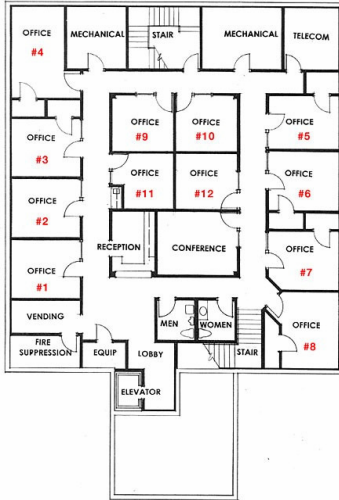 OFFICE
#4
MECHANICAL
STAIR
MECHANICAL
TELECOM
OFFICE
#9
OFFICE
#10
OFFICE
#5
OFFICE
#3
OFFICE
#11
OFFICE
#12
OFFICE
#6
OFFICE
#2
RECEPTION
CONFERENCE
OFFICE
#7
OFFICE
#1
VENDING
MEN
WOMEN
OFFICE
#8
FIRE
SUPPRESSION
EQUIP
LOBBY
STAIR
ELEVATOR